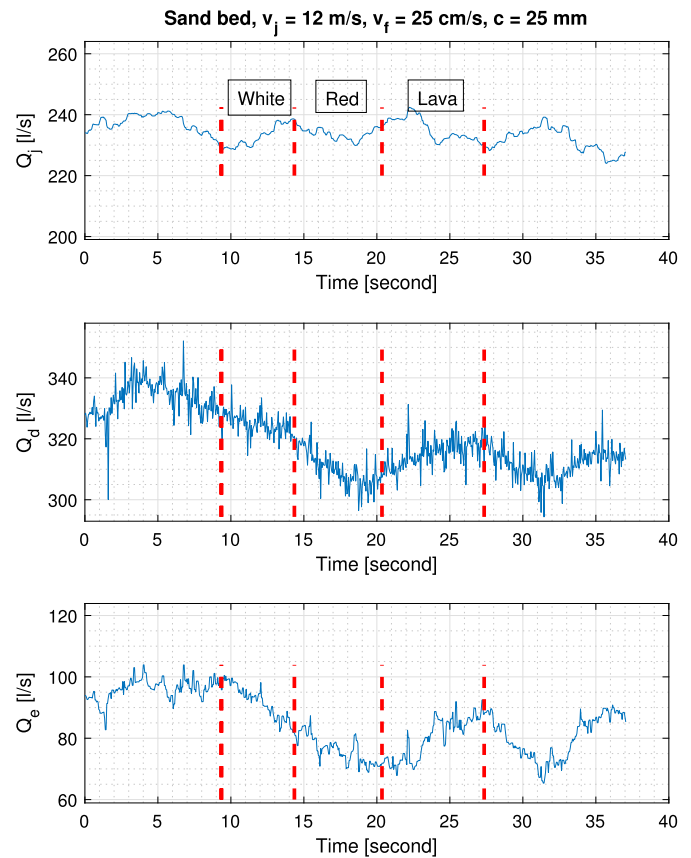 Sand bed, v_j = 12 m/s, v_f = 25 cm/s, c = 25 mm
260
240
220
200
Q_j [l/s]
White Red Lava
0 5 10 15 20 25 30 35 40
Time [second]
340
320
300
Q_d [l/s]
0 5 10 15 20 25 30 35 40
Time [second]
120
100
80
60
Q_e [l/s]
0 5 10 15 20 25 30 35 40
Time [second]